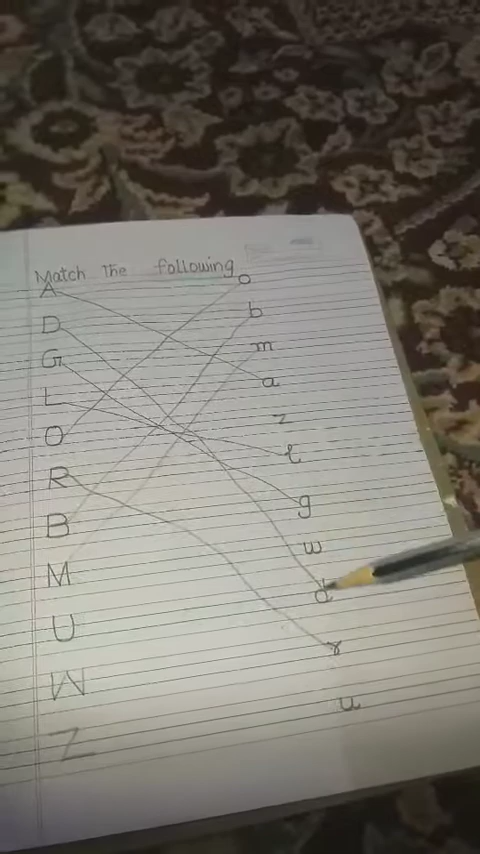 Match The following
A o
D b
G m
L a
O z
R l
B g
M w
U d
W r
Z u